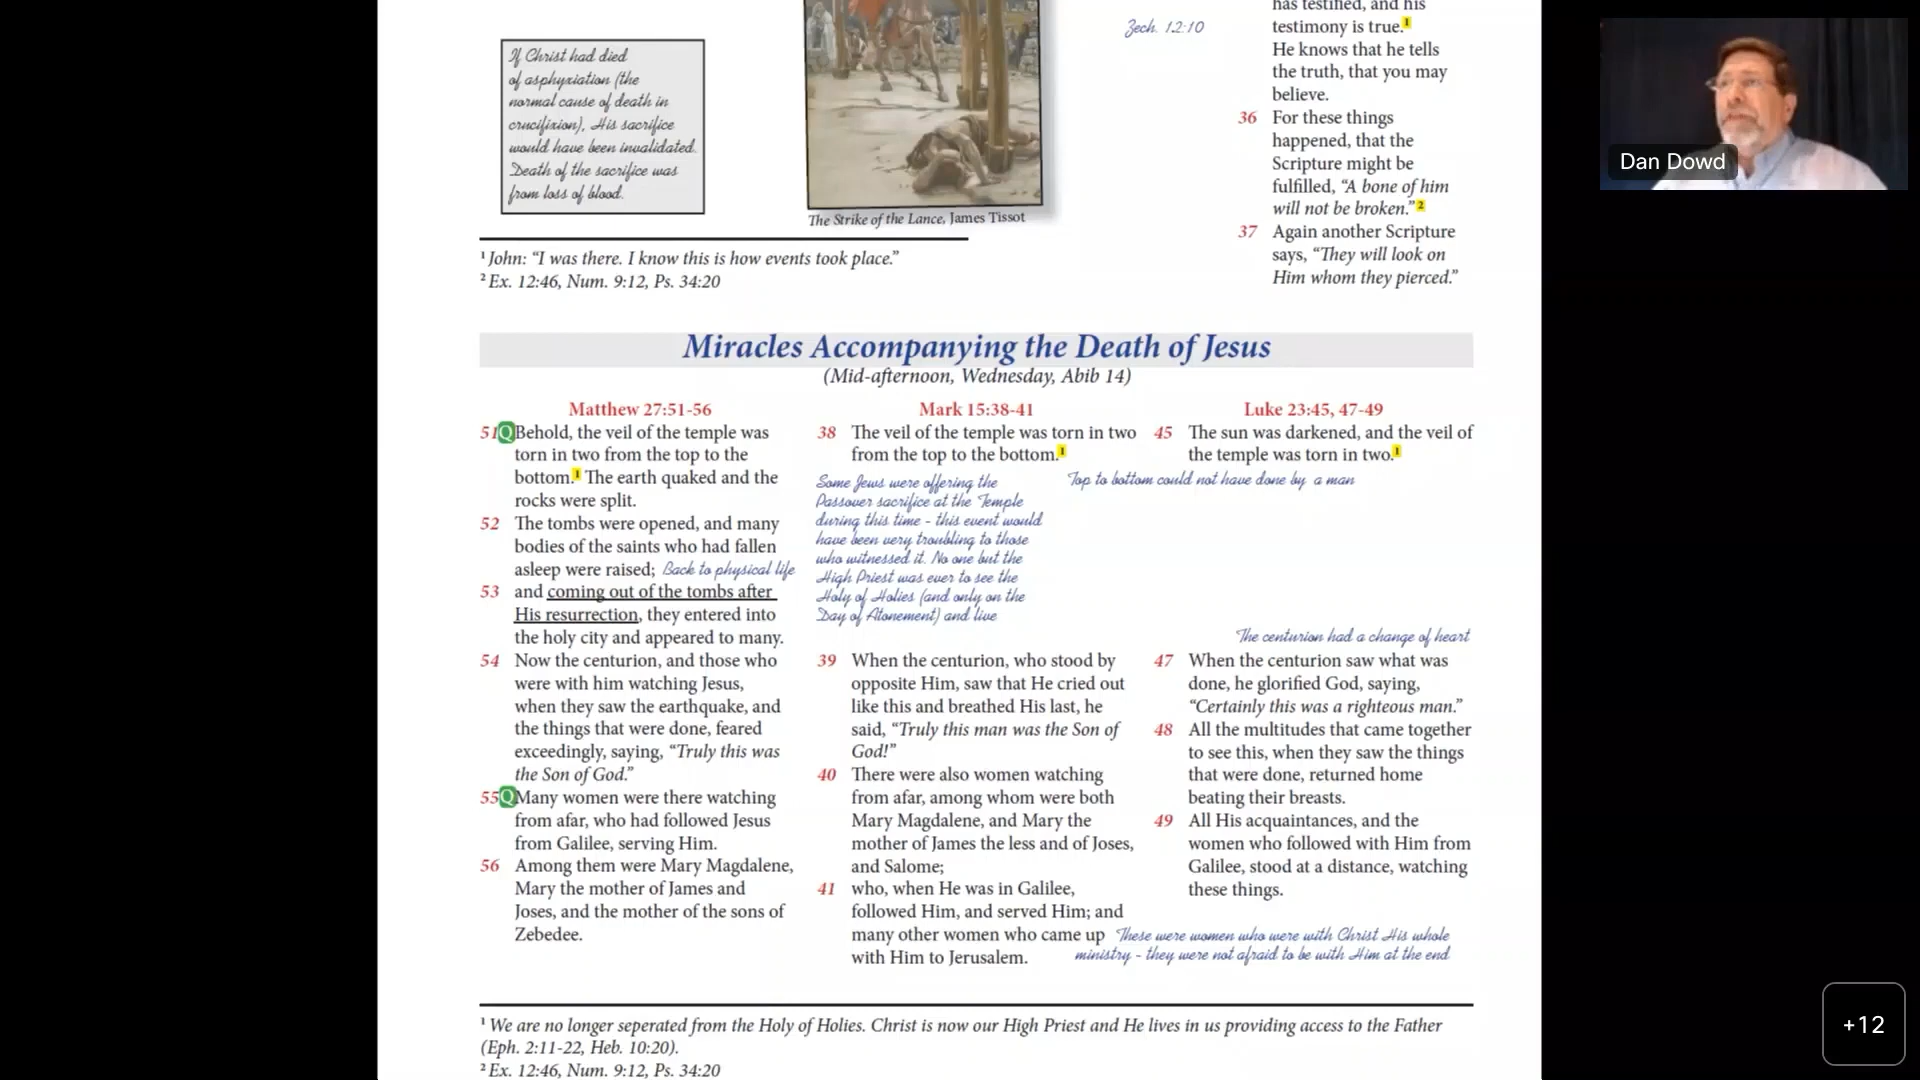 has testified, and his
testimony is true.¹
He knows that he tells
the truth, that you may
believe.
36 For these things
happened, that the
Scripture might be
fulfilled, “A bone of him
will not be broken.”²
37 Again another Scripture
says, “They will look on
Him whom they pierced.”
Zech. 12:10
If Christ had died
of asphyxiation (the
normal cause of death in
crucifixion), His sacrifice
would have been invalidated.
Death of the sacrifice was
from loss of blood.
The Strike of the Lance, James Tissot
¹ John: “I was there. I know this is how events took place.”
² Ex. 12:46, Num. 9:12, Ps. 34:20
Miracles Accompanying the Death of Jesus
(Mid-afternoon, Wednesday, Abib 14)
Matthew 27:51-56
51 Q Behold, the veil of the temple was
torn in two from the top to the
bottom.¹ The earth quaked and the
rocks were split.
52 The tombs were opened, and many
bodies of the saints who had fallen
asleep were raised; Back to physical life
53 and coming out of the tombs after
His resurrection, they entered into
the holy city and appeared to many.
54 Now the centurion, and those who
were with him watching Jesus,
when they saw the earthquake, and
the things that were done, feared
exceedingly, saying, “Truly this was
the Son of God.”
55 Q Many women were there watching
from afar, who had followed Jesus
from Galilee, serving Him.
56 Among them were Mary Magdalene,
Mary the mother of James and
Joses, and the mother of the sons of
Zebedee.
Mark 15:38-41
38 The veil of the temple was torn in two
from the top to the bottom.¹
Some Jews were offering the
Passover sacrifice at the Temple
during this time - this event would
have been very troubling to those
who witnessed it. No one but the
High Priest was ever to see the
Holy of Holies (and only on the
Day of Atonement) and live
39 When the centurion, who stood by
opposite Him, saw that He cried out
like this and breathed His last, he
said, “Truly this man was the Son of
God!”
40 There were also women watching
from afar, among whom were both
Mary Magdalene, and Mary the
mother of James the less and of Joses,
and Salome;
41 who, when He was in Galilee,
followed Him, and served Him; and
many other women who came up
with Him to Jerusalem.
Luke 23:45, 47-49
45 The sun was darkened, and the veil of
the temple was torn in two.¹
Top to bottom could not have done by a man
The centurion had a change of heart
47 When the centurion saw what was
done, he glorified God, saying,
“Certainly this was a righteous man.”
48 All the multitudes that came together
to see this, when they saw the things
that were done, returned home
beating their breasts.
49 All His acquaintances, and the
women who followed with Him from
Galilee, stood at a distance, watching
these things.
These were women who were with Christ His whole
ministry - they were not afraid to be with Him at the end
¹ We are no longer seperated from the Holy of Holies. Christ is now our High Priest and He lives in us providing access to the Father
(Eph. 2:11-22, Heb. 10:20).
² Ex. 12:46, Num. 9:12, Ps. 34:20
Dan Dowd
+12